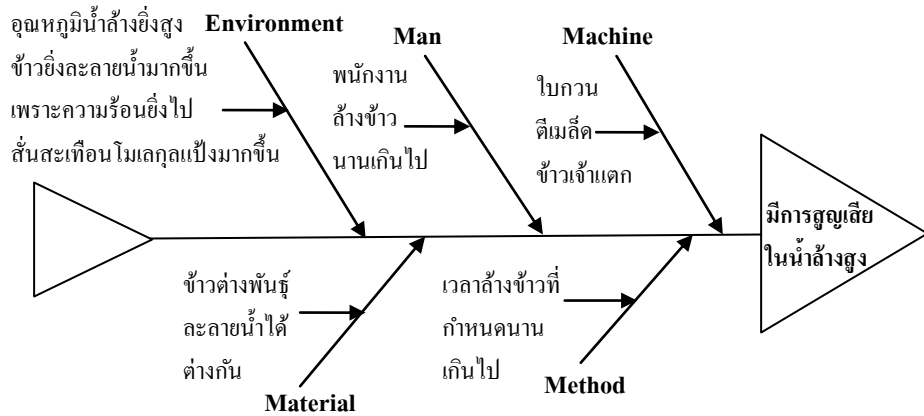 อุณหภูมิน้ำล้างยิ่งสูง
ข้าวยิ่งละลายน้ำมากขึ้น
เพราะความร้อนยิ่งไป
สั่นสะเทือนโมเลกุลแป้งมากขึ้น
Environment
Man
พนักงาน
ล้างข้าว
นานเกินไป
Machine
ใบกวน
ตีเมล็ด
ข้าวเจ้าแตก
มีการสูญเสีย
ในน้ำล้างสูง
ข้าวต่างพันธุ์
ละลายน้ำได้
ต่างกัน
Material
เวลาล้างข้าวที่
กำหนดนาน
เกินไป
Method